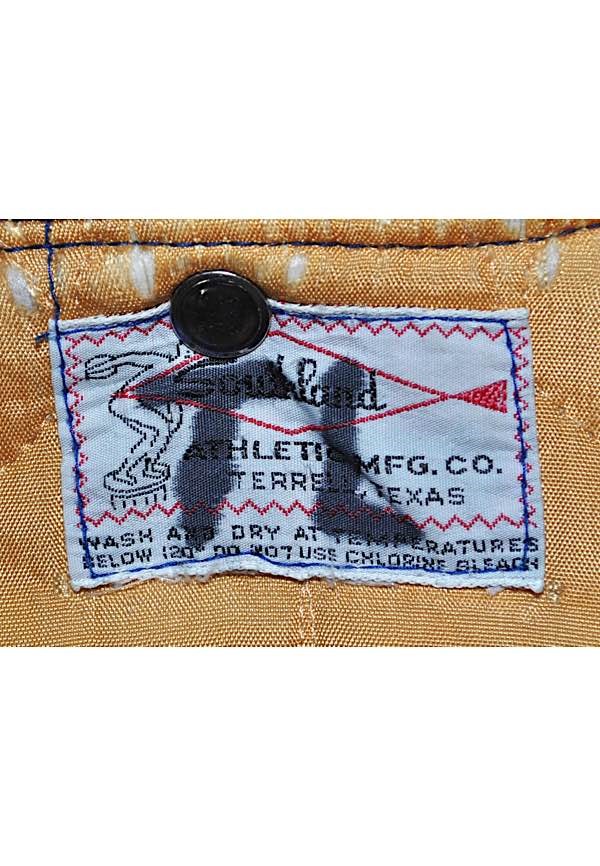 Southland
ATHLETIC MFG. CO.
TERRELL, TEXAS
WASH AND DRY AT TEMPERATURES
BELOW 120° DO NOT USE CHLORINE BLEACH